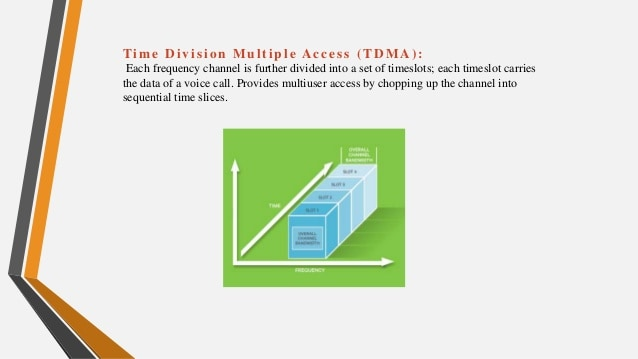 Time Division Multiple Access (TDMA):
Each frequency channel is further divided into a set of timeslots; each timeslot carries
the data of a voice call. Provides multiuser access by chopping up the channel into
sequential time slices.
OVERALL
CHANNEL
BANDWIDTH
SLOT 4
SLOT 3
SLOT 2
SLOT 1
TIME
OVERALL
CHANNEL
BANDWIDTH
FREQUENCY